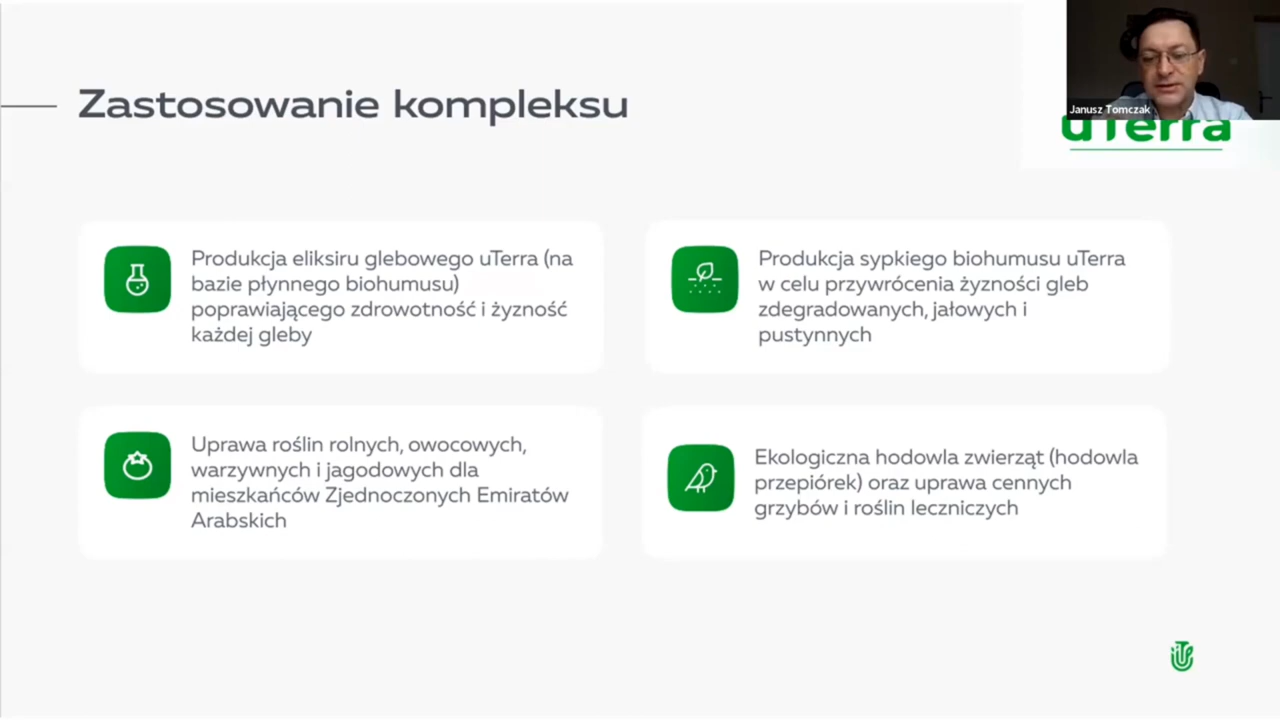 Zastosowanie kompleksu
Janusz Tomczak
uTerra
Produkcja eliksiru glebowego uTerra (na
bazie płynnego biohumusu)
poprawiającego zdrowotność i żyzność
każdej gleby
Produkcja sypkiego biohumusu uTerra
w celu przywrócenia żyzności gleb
zdegradowanych, jałowych i
pustynnych
Uprawa roślin rolnych, owocowych,
warzywnych i jagodowych dla
mieszkańców Zjednoczonych Emiratów
Arabskich
Ekologiczna hodowla zwierząt (hodowla
przepiórek) oraz uprawa cennych
grzybów i roślin leczniczych